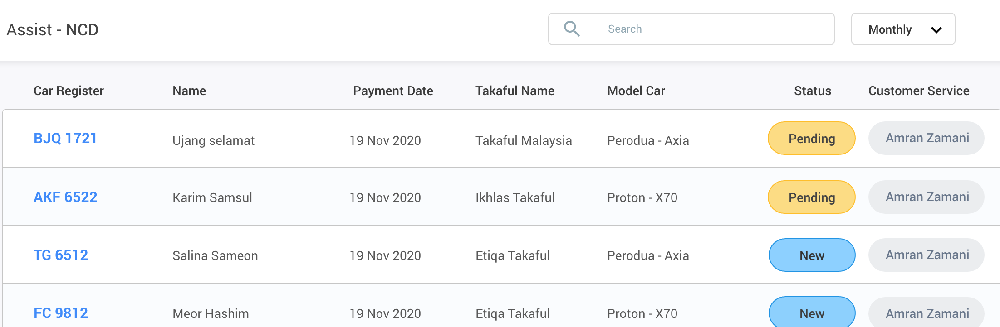 Assist - NCD
Search
Monthly
Car Register Name Payment Date Takaful Name Model Car Status Customer Service
BJQ 1721 Ujang selamat 19 Nov 2020 Takaful Malaysia Perodua - Axia Pending Amran Zamani
AKF 6522 Karim Samsul 19 Nov 2020 Ikhlas Takaful Proton - X70 Pending Amran Zamani
TG 6512 Salina Sameon 19 Nov 2020 Etiqa Takaful Perodua - Axia New Amran Zamani
FC 9812 Meor Hashim 19 Nov 2020 Etiqa Takaful Proton - X70 New Amran Zamani